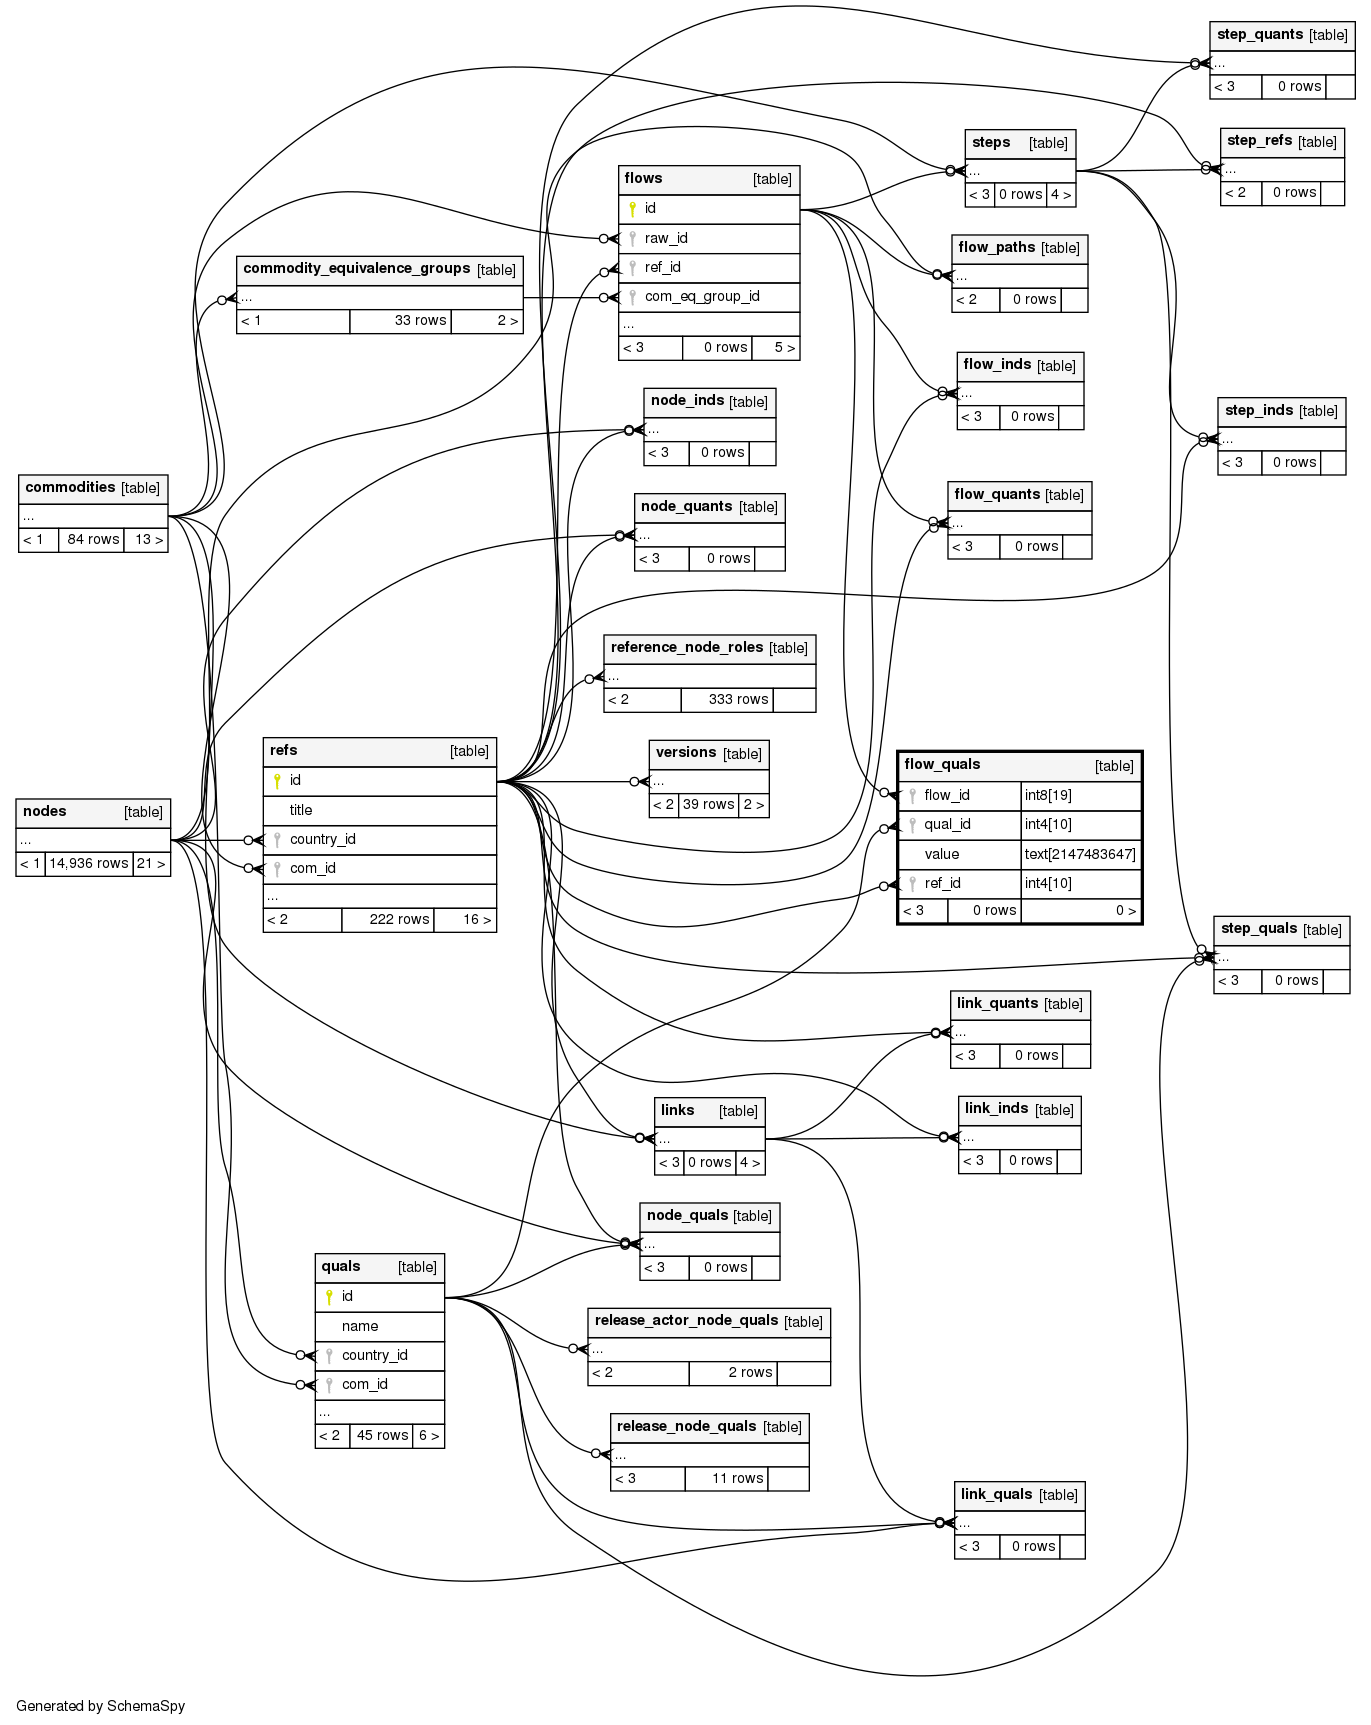 step_quants [table]
...
< 3 0 rows
steps [table]
...
< 3 0 rows 4 >
step_refs [table]
...
< 2 0 rows
flows [table]
id
raw_id
ref_id
com_eq_group_id
...
< 3 0 rows 5 >
flow_paths [table]
...
< 2 0 rows
commodity_equivalence_groups [table]
...
< 1 33 rows 2 >
flow_inds [table]
...
< 3 0 rows
node_inds [table]
...
< 3 0 rows
step_inds [table]
...
< 3 0 rows
commodities [table]
...
< 1 84 rows 13 >
node_quants [table]
...
< 3 0 rows
flow_quants [table]
...
< 3 0 rows
reference_node_roles [table]
...
< 2 333 rows
refs [table]
id
title
country_id
com_id
...
< 2 222 rows 16 >
versions [table]
...
< 2 39 rows 2 >
flow_quals [table]
flow_id int8[19]
qual_id int4[10]
value text[2147483647]
ref_id int4[10]
< 3 0 rows 0 >
nodes [table]
...
< 1 14,936 rows 21 >
step_quals [table]
...
< 3 0 rows
link_quants [table]
...
< 3 0 rows
links [table]
...
< 3 0 rows 4 >
link_inds [table]
...
< 3 0 rows
node_quals [table]
...
< 3 0 rows
quals [table]
id
name
country_id
com_id
...
< 2 45 rows 6 >
release_actor_node_quals [table]
...
< 2 2 rows
release_node_quals [table]
...
< 3 11 rows
link_quals [table]
...
< 3 0 rows
Generated by SchemaSpy